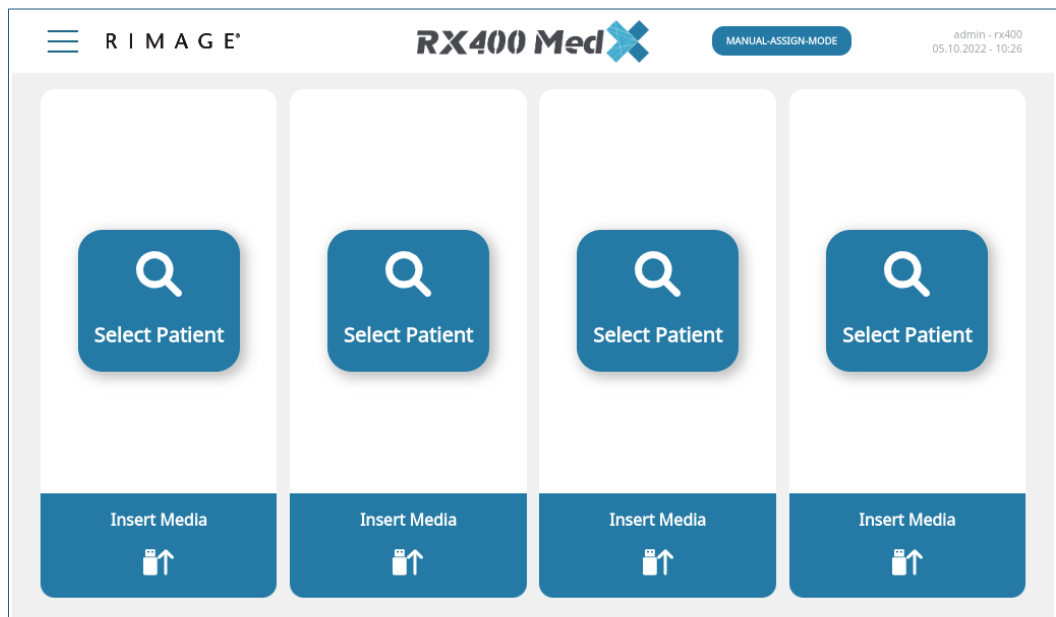 RIMAGE®
RX400 Med
MANUAL-ASSIGN-MODE
admin - rx400
05.10.2022 - 10:26
Select Patient
Select Patient
Select Patient
Select Patient
Insert Media
Insert Media
Insert Media
Insert Media